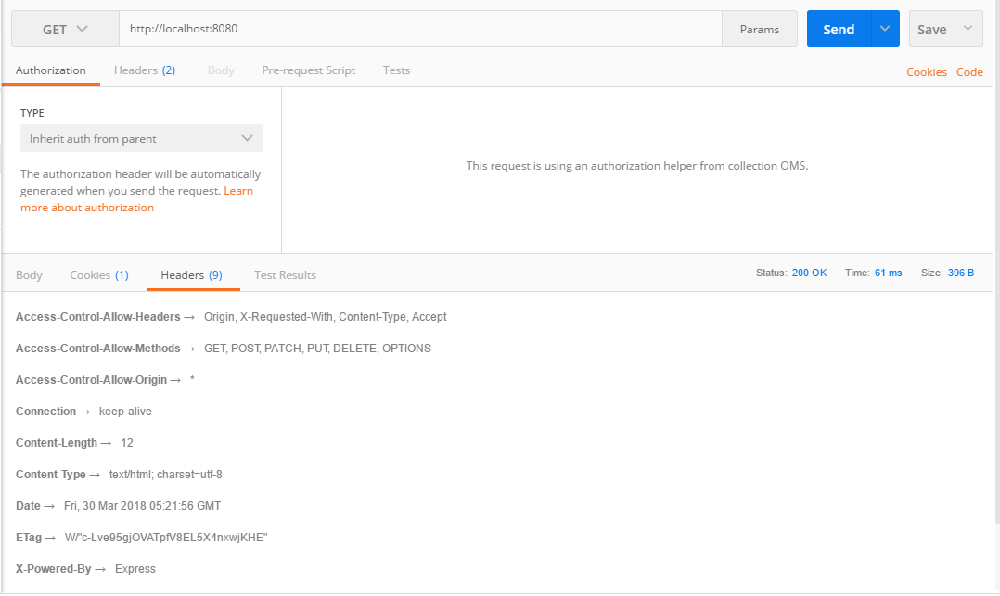 GET http://localhost:8080 Params Send Save
Authorization Headers (2) Body Pre-request Script Tests Cookies Code
TYPE
Inherit auth from parent
The authorization header will be automatically
generated when you send the request. Learn
more about authorization
This request is using an authorization helper from collection OMS.
Body Cookies (1) Headers (9) Test Results Status: 200 OK Time: 61 ms Size: 396 B
Access-Control-Allow-Headers → Origin, X-Requested-With, Content-Type, Accept
Access-Control-Allow-Methods → GET, POST, PATCH, PUT, DELETE, OPTIONS
Access-Control-Allow-Origin → *
Connection → keep-alive
Content-Length → 12
Content-Type → text/html; charset=utf-8
Date → Fri, 30 Mar 2018 05:21:56 GMT
ETag → W/"c-Lve95gjOVATpfV8EL5X4nxwjKHE"
X-Powered-By → Express